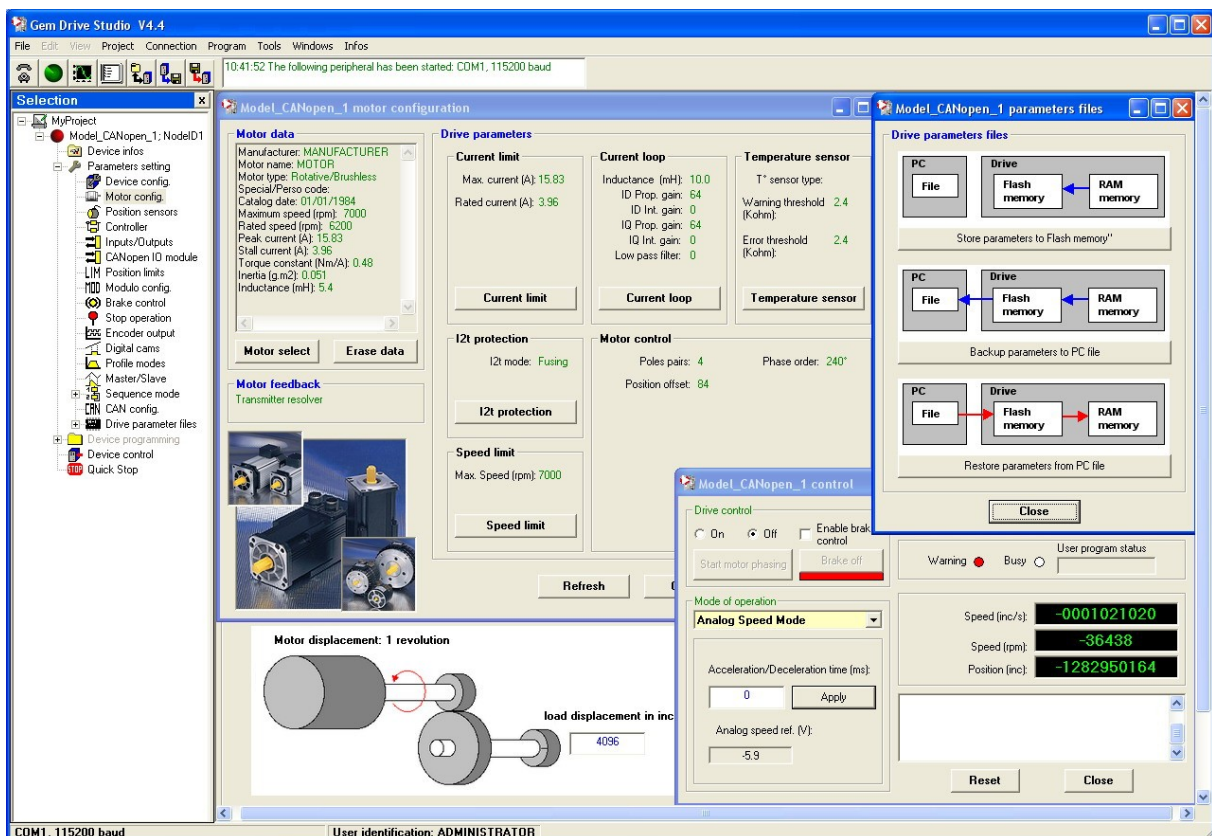 Gem Drive Studio V4.4
File Edit View Project Connection Program Tools Windows Infos
10:41:52 The following peripheral has been started: COM1, 115200 baud
Selection
MyProject
Model_CANopen_1; NodeID1
Device infos
Parameters setting
Device config.
Motor config.
Position sensors
Controller
Inputs/Outputs
CANopen IO module
LIM Position limits
MOD Modulo config.
Brake control
Stop operation
Encoder output
Digital cams
Profile modes
Master/Slave
Sequence mode
CAN CAN config.
Drive parameter files
Device programming
Device control
STOP Quick Stop
Model_CANopen_1 motor configuration
Motor data
Manufacturer: MANUFACTURER
Motor name: MOTOR
Motor type: Rotative/Brushless
Special/Perso code:
Catalog date: 01/01/1984
Maximum speed (rpm): 7000
Rated speed (rpm): 6200
Peak current (A): 15.83
Stall current (A): 3.96
Torque constant (Nm/A): 0.48
Inertia (g.m2): 0.051
Inductance (mH): 5.4
Motor select Erase data
Motor feedback
Transmitter resolver
Drive parameters
Current limit
Max. current (A): 15.83
Rated current (A): 3.96
Current limit
Current loop
Inductance (mH): 10.0
ID Prop. gain: 64
ID Int. gain: 0
IQ Prop. gain: 64
IQ Int. gain: 0
Low pass filter: 0
Current loop
Temperature sensor
T° sensor type:
Warning threshold 2.4
(Kohm):
Error threshold 2.4
(Kohm):
Temperature sensor
I2t protection
I2t mode: Fusing
I2t protection
Motor control
Poles pairs: 4 Phase order: 240°
Position offset: 84
Speed limit
Max. Speed (rpm): 7000
Speed limit
Refresh
Motor displacement: 1 revolution
load displacement in inc
4096
Model_CANopen_1 parameters files
Drive parameters files
PC Drive
File Flash memory RAM memory
Store parameters to Flash memory"
PC Drive
File Flash memory RAM memory
Backup parameters to PC file
PC Drive
File Flash memory RAM memory
Restore parameters from PC file
Close
Model_CANopen_1 control
Drive control
On Off Enable brak
control
Start motor phasing Brake off
Mode of operation
Analog Speed Mode
Acceleration/Deceleration time (ms):
0 Apply
Analog speed ref. (V):
-5.9
Warning Busy User program status
Speed (inc/s): -0001021020
Speed (rpm): -36438
Position (inc): -1282950164
Reset Close
COM1, 115200 baud User identification: ADMINISTRATOR